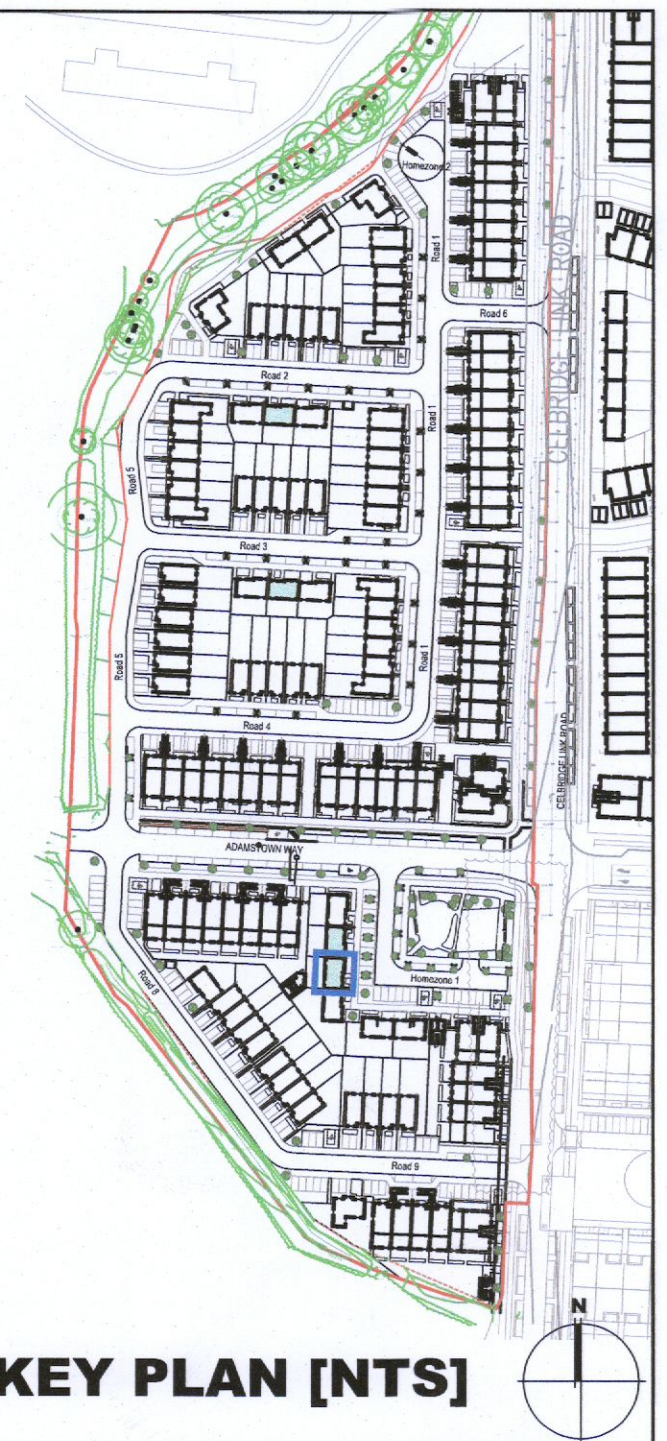 Homezone 2
Road 1
CELBRIDGE LINK ROAD
Road 6
Road 2
Road 1
Road 5
Road 3
Road 5
Road 1
Road 4
CELBRIDGE LINK ROAD
ADAMSTOWN WAY
Road 8
Homezone 1
Road 9
N
KEY PLAN [NTS]